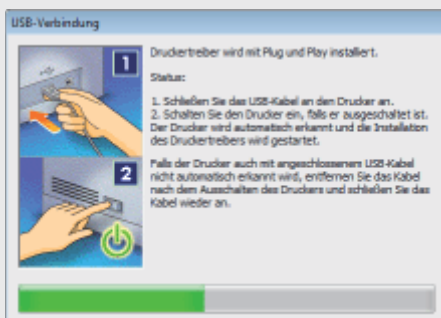 USB-Verbindung
1
Druckertreiber wird mit Plug and Play installiert.
Status:
1. Schließen Sie das USB-Kabel an den Drucker an.
2. Schalten Sie den Drucker ein, falls er ausgeschaltet ist.
Der Drucker wird automatisch erkannt und die Installation
des Druckertreibers wird gestartet.
2
Falls der Drucker auch mit angeschlossenem USB-Kabel
nicht automatisch erkannt wird, entfernen Sie das Kabel
nach dem Ausschalten des Druckers und schließen Sie das
Kabel wieder an.